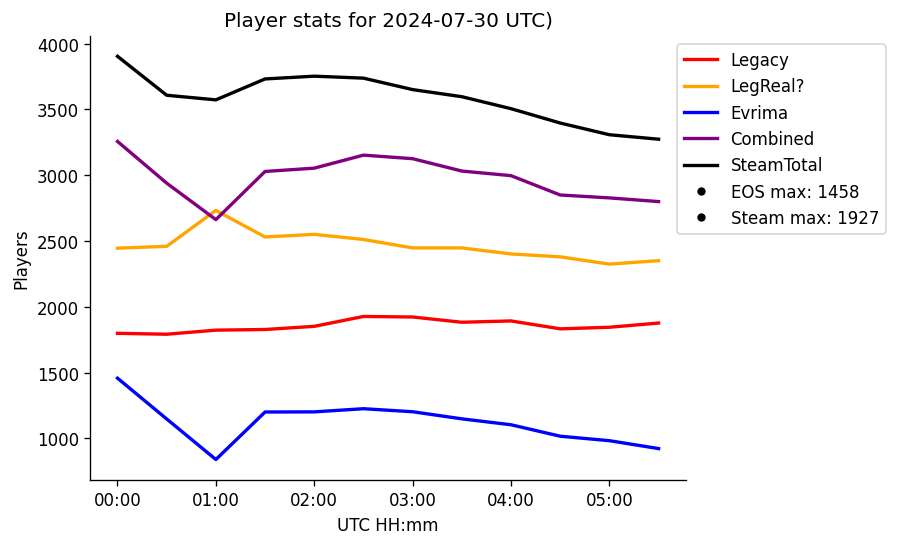 Player stats for 2024-07-30 UTC)
4000
3500
3000
2500
2000
1500
1000
Players
00:00 01:00 02:00 03:00 04:00 05:00
UTC HH:mm
Legacy
LegReal?
Evrima
Combined
SteamTotal
EOS max: 1458
Steam max: 1927